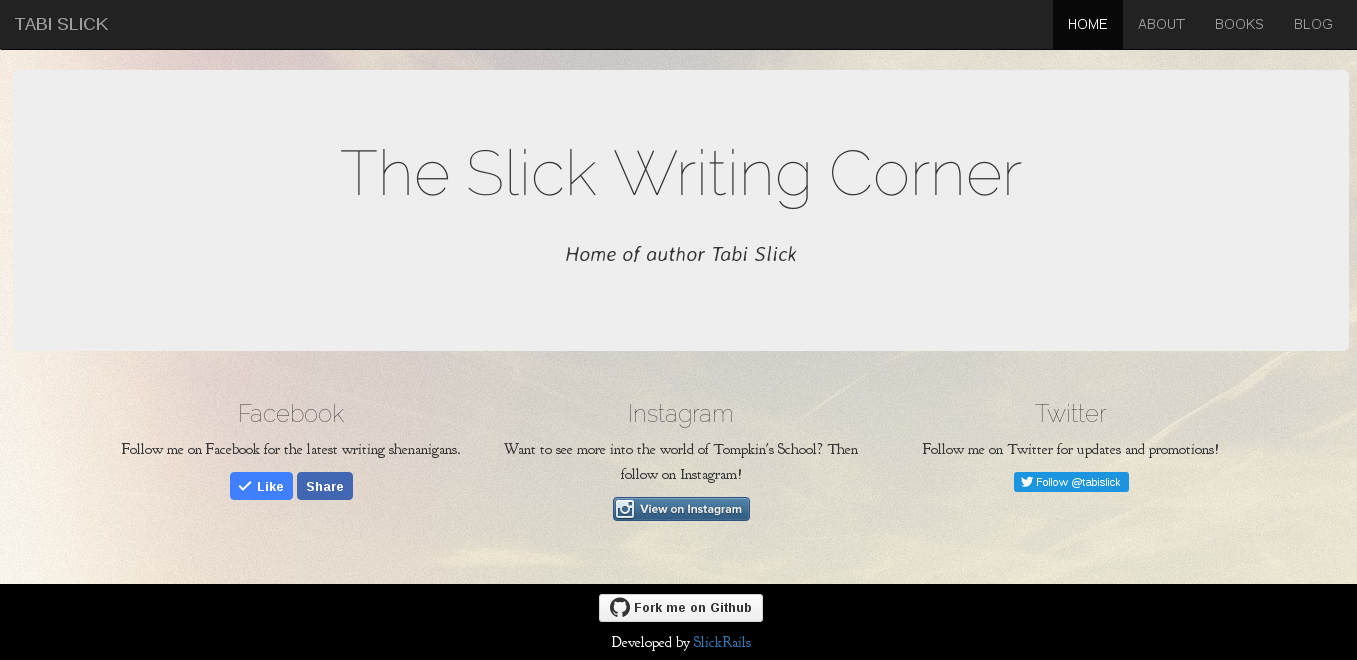 TABI SLICK
HOME ABOUT BOOKS BLOG
The Slick Writing Corner
Home of author Tabi Slick
Facebook
Follow me on Facbook for the latest writing shenanigans.
Like Share
Instagram
Want to see more into the world of Tompkin's School? Then
follow on Instagram!
View on Instagram
Twitter
Follow me on Twitter for updates and promotions!
Follow @tabislick
Fork me on Github
Developed by SlickRails